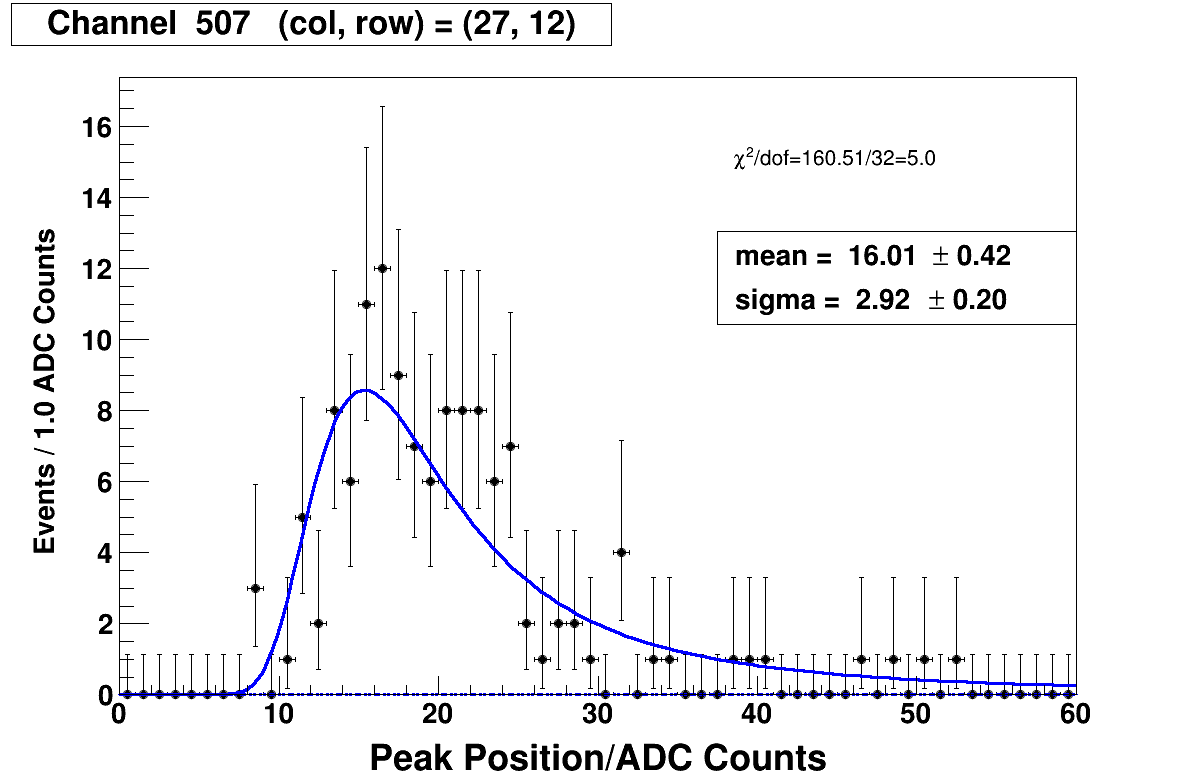 Channel 507 (col, row) = (27, 12)
16
14
12
10
8
6
4
2
0
Events / 1.0 ADC Counts
χ²/dof=160.51/32=5.0
mean = 16.01 ± 0.42
sigma = 2.92 ± 0.20
0 10 20 30 40 50 60
Peak Position/ADC Counts